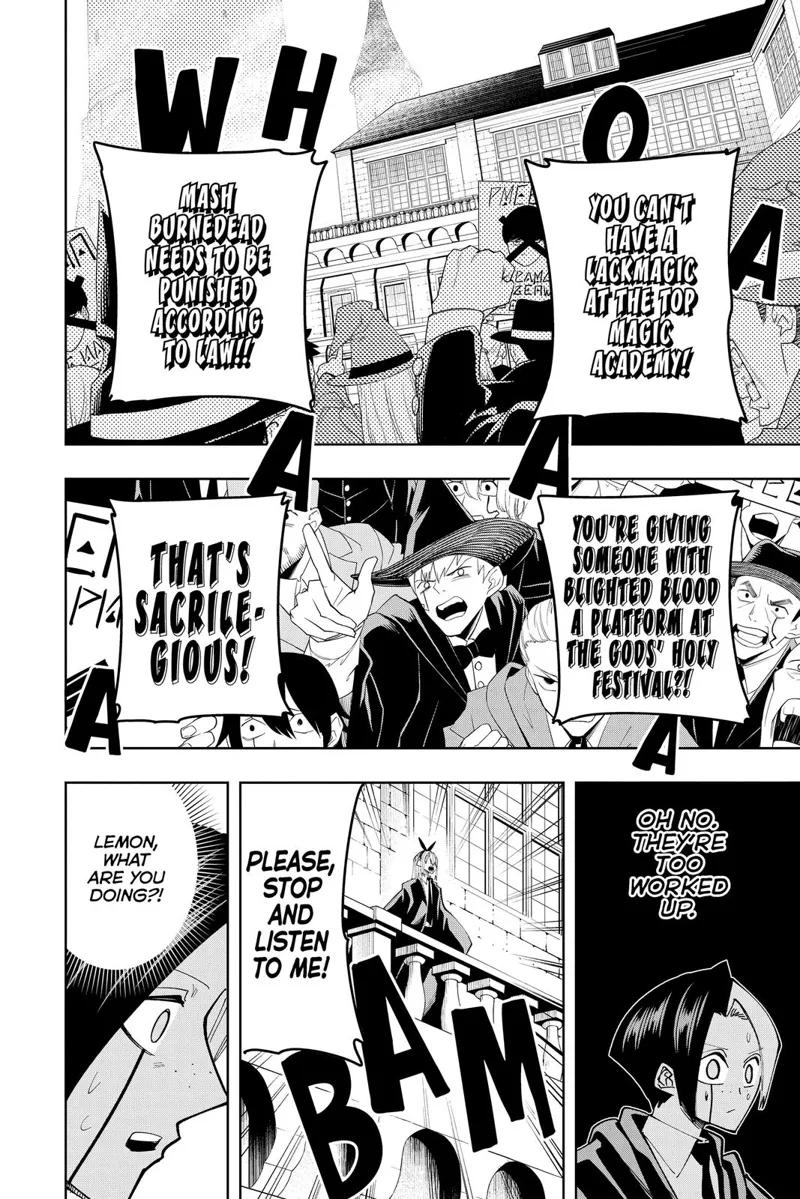 WHOAAAAA
YOU CAN'T
HAVE A
LACKMAGIC
AT THE TOP
MAGIC
ACADEMY!
MASH
BURNEDEAD
NEEDS TO BE
PUNISHED
ACCORDING
TO LAW!!!
YOU'RE GIVING
SOMEONE WITH
BLIGHTED BLOOD
A PLATFORM AT
THE GODS' HOLY
FESTIVAL?!
THAT'S
SACRILE-
GIOUS!
OH NO.
THEY'RE
TOO
WORKED
UP.
PLEASE,
STOP
AND
LISTEN
TO ME!
BAM
LEMON,
WHAT
ARE YOU
DOING?!